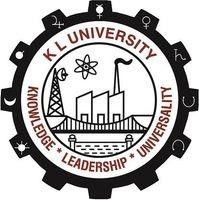 K L UNIVERSITY
KNOWLEDGE * LEADERSHIP * UNIVERSALITY